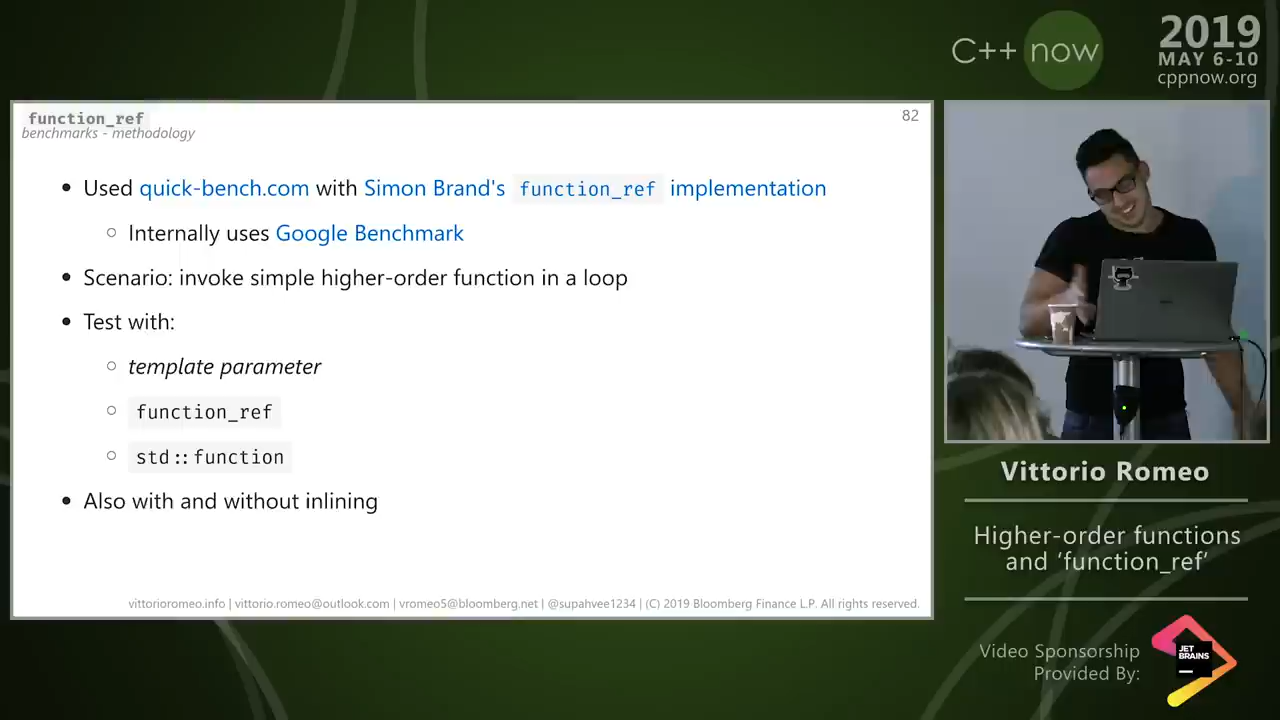 C++ now
2019
MAY 6-10
cppnow.org
function_ref
benchmarks - methodology
82
• Used quick-bench.com with Simon Brand's function_ref implementation
○ Internally uses Google Benchmark
• Scenario: invoke simple higher-order function in a loop
• Test with:
○ template parameter
○ function_ref
○ std::function
• Also with and without inlining
vittorioromeo.info | vittorio.romeo@outlook.com | vromeo5@bloomberg.net | @supahvee1234 | (C) 2019 Bloomberg Finance L.P. All rights reserved.
Vittorio Romeo
Higher-order functions
and ‘function_ref’
Video Sponsorship
Provided By:
JET
BRAINS